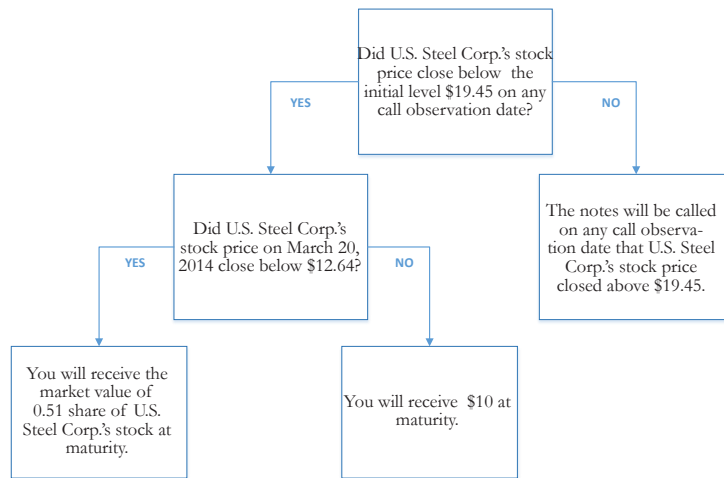 Did U.S. Steel Corp.'s stock
price close below the
initial level $19.45 on any
call observation date?
YES
NO
Did U.S. Steel Corp.'s
stock price on March 20,
2014 close below $12.64?
The notes will be called
on any call observa-
tion date that U.S. Steel
Corp.'s stock price
closed above $19.45.
YES
NO
You will receive the
market value of
0.51 share of U.S.
Steel Corp.'s stock at
maturity.
You will receive $10 at
maturity.